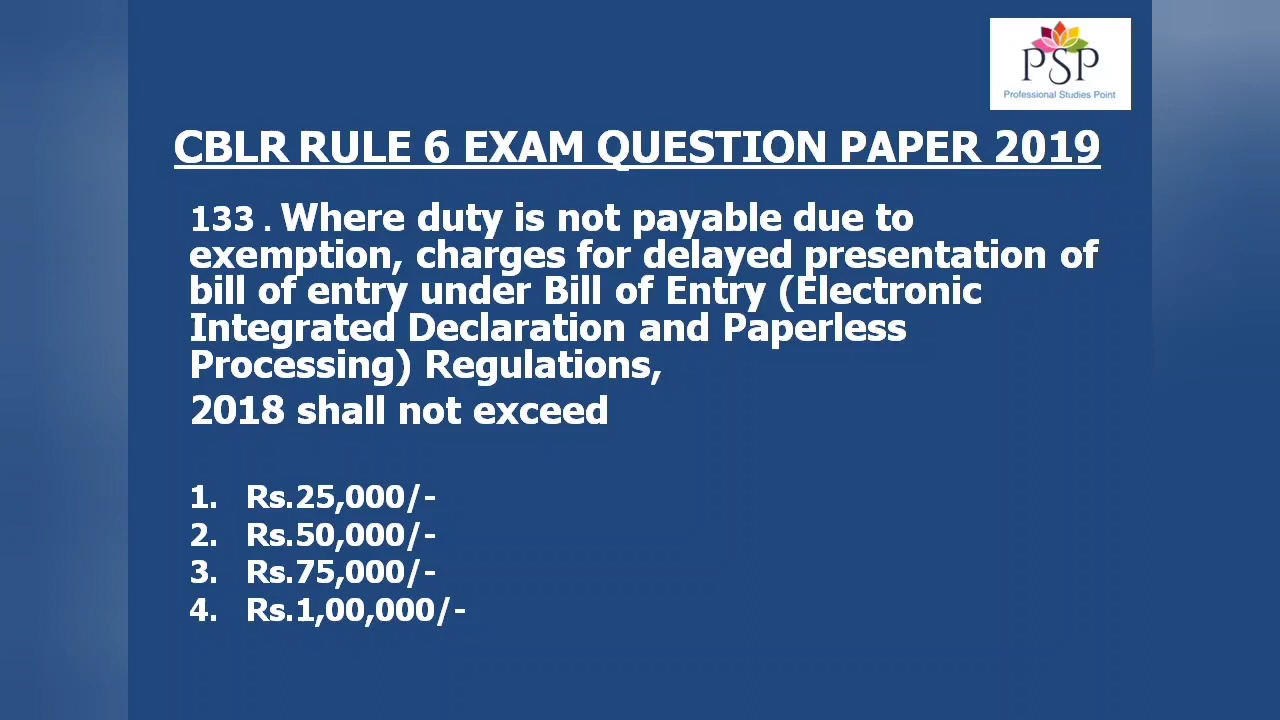 PSP
Professional Studies Point
CBLR RULE 6 EXAM QUESTION PAPER 2019
133 . Where duty is not payable due to
exemption, charges for delayed presentation of
bill of entry under Bill of Entry (Electronic
Integrated Declaration and Paperless
Processing) Regulations,
2018 shall not exceed
1. Rs.25,000/-
2. Rs.50,000/-
3. Rs.75,000/-
4. Rs.1,00,000/-